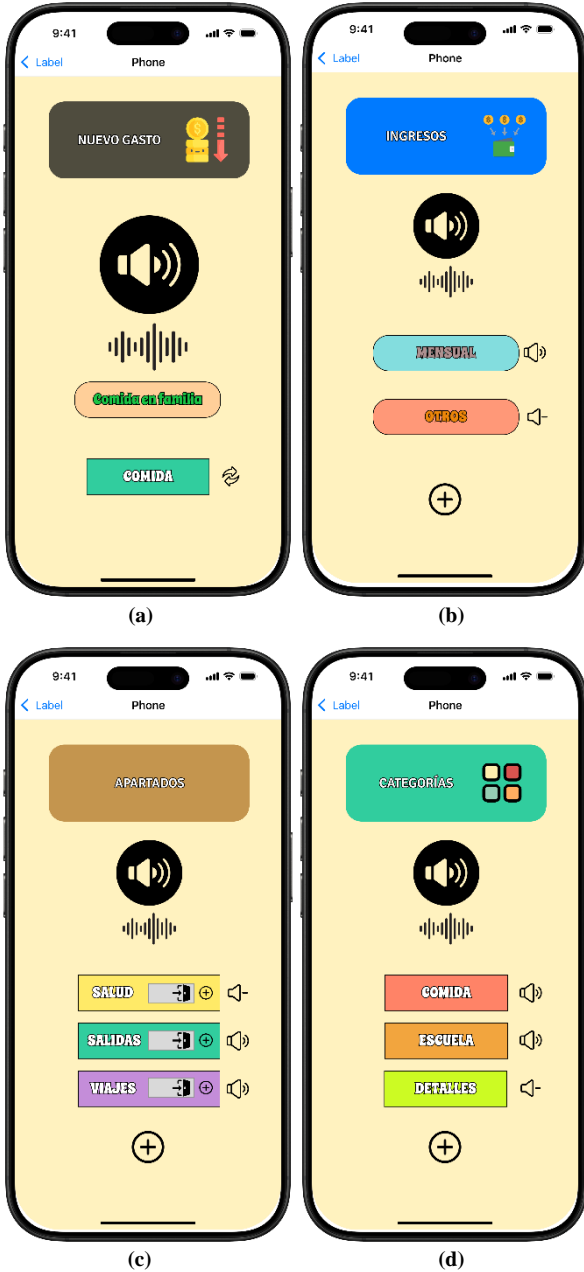 9:41
Label
Phone
NUEVO GASTO
Comida en familia
COMIDA
(a)
9:41
Label
Phone
INGRESOS
MENSUAL
OTROS
(b)
9:41
Label
Phone
APARTADOS
SALUD
SALIDAS
VIAJES
(c)
9:41
Label
Phone
CATEGORÍAS
COMIDA
ESCUELA
DETALLES
(d)